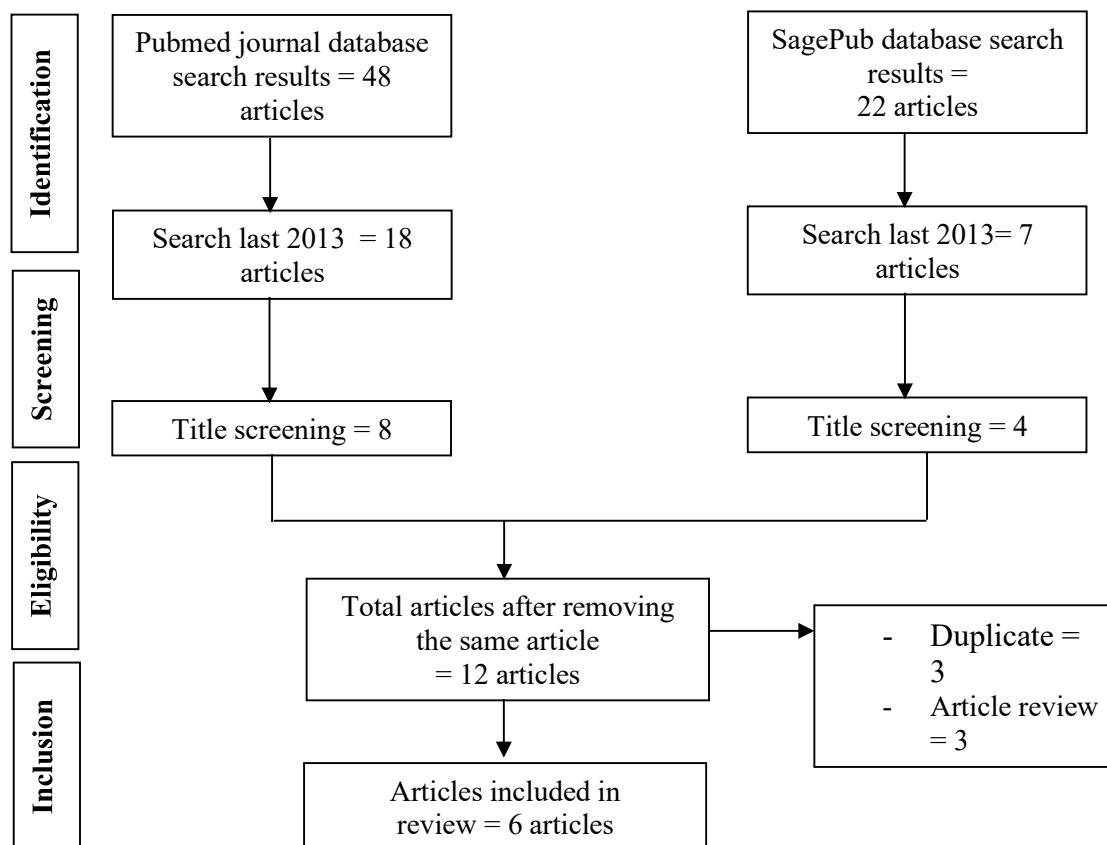 Identification
Pubmed journal database
search results = 48
articles
SagePub database search
results =
22 articles
Search last 2013 = 18
articles
Search last 2013= 7
articles
Screening
Title screening = 8
Title screening = 4
Eligibility
Total articles after removing
the same article
= 12 articles
- Duplicate =
3
- Article review
= 3
Inclusion
Articles included in
review = 6 articles